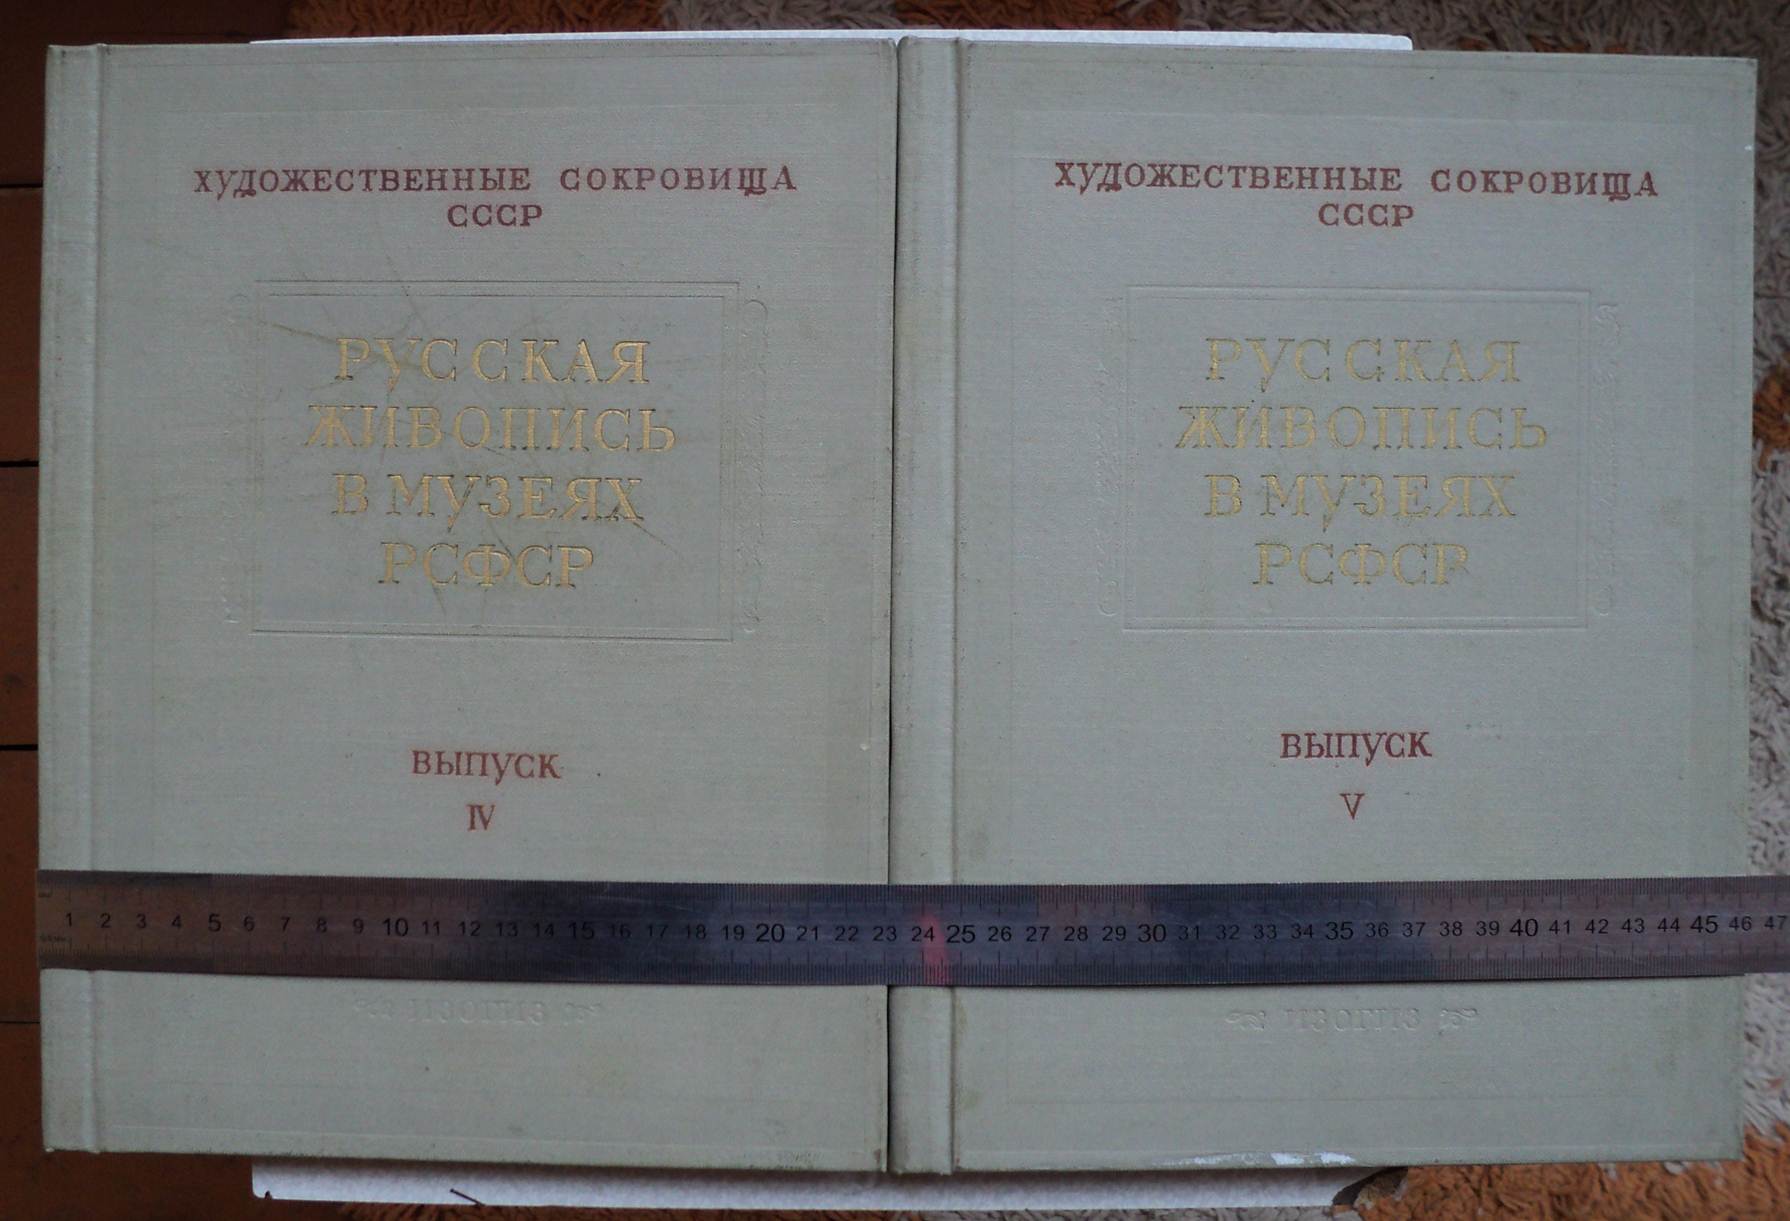 ХУДОЖЕСТВЕННЫЕ СОКРОВИЩА
СССР
РУССКАЯ
ЖИВОПИСЬ
В МУЗЕЯХ
РСФСР
ВЫПУСК
IV
ИЗОГИЗ
ХУДОЖЕСТВЕННЫЕ СОКРОВИЩА
СССР
РУССКАЯ
ЖИВОПИСЬ
В МУЗЕЯХ
РСФСР
ВЫПУСК
V
ИЗОГИЗ
1 2 3 4 5 6 7 8 9 10 11 12 13 14 15 16 17 18 19 20 21 22 23 24 25 26 27 28 29 30 31 32 33 34 35 36 37 38 39 40 41 42 43 44 45 46 47